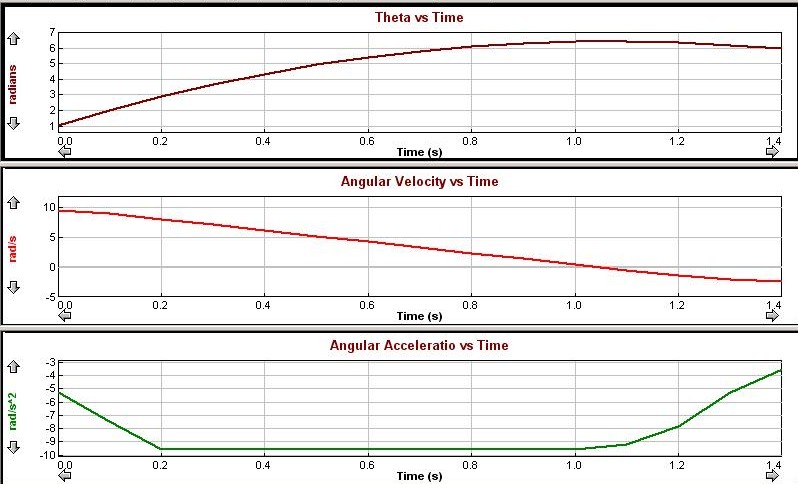 Theta vs Time
radians
7
6
5
4
3
2
1
0.0 0.2 0.4 0.6 0.8 1.0 1.2 1.4
Time (s)
Angular Velocity vs Time
rad/s
10
5
0
-5
0.0 0.2 0.4 0.6 0.8 1.0 1.2 1.4
Time (s)
Angular Acceleratio vs Time
rad/s^2
-3
-4
-5
-6
-7
-8
-9
-10
0.0 0.2 0.4 0.6 0.8 1.0 1.2 1.4
Time (s)